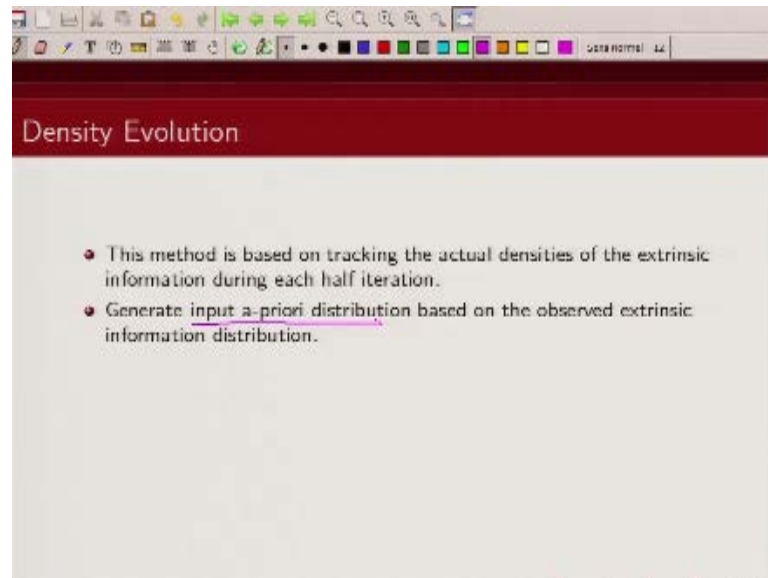 Density Evolution
This method is based on tracking the actual densities of the extrinsic
information during each half iteration.
Generate input a-priori distribution based on the observed extrinsic
information distribution.